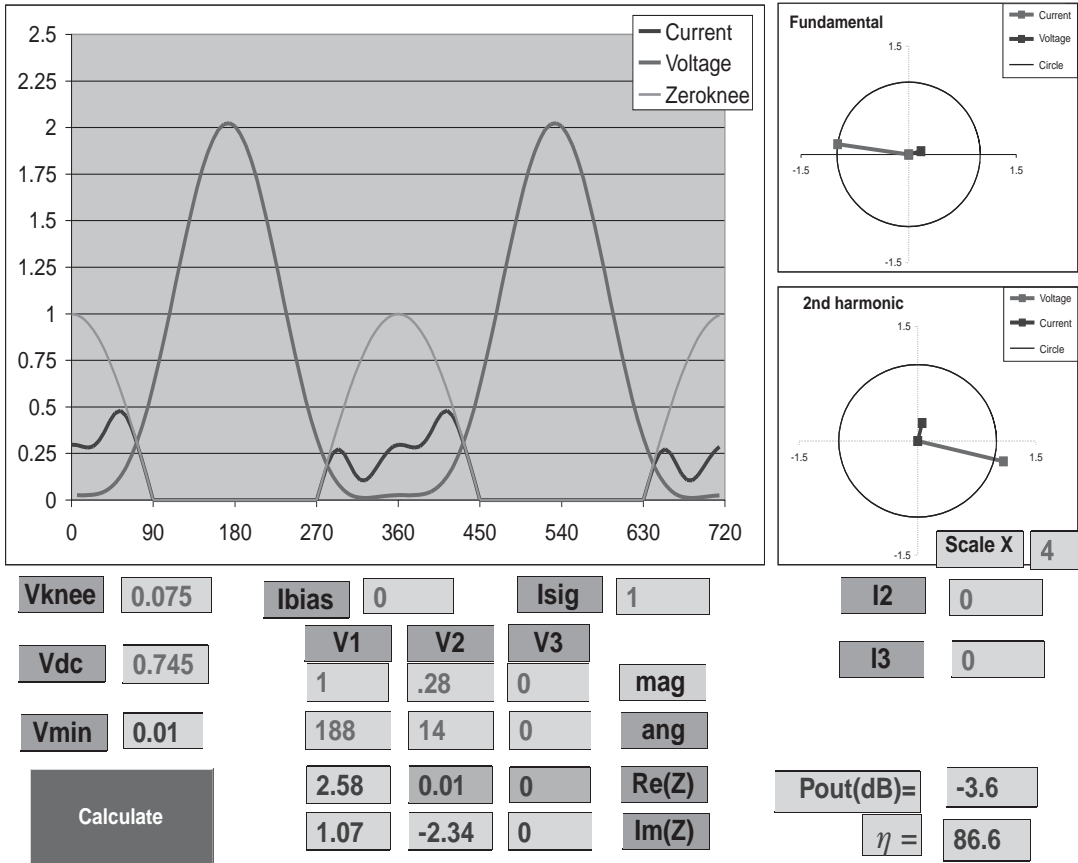 2.5
2.25
2
1.75
1.5
1.25
1
0.75
0.5
0.25
0
0 90 180 270 360 450 540 630 720
Current
Voltage
Zeroknee
Fundamental
Current
Voltage
Circle
1.5
-1.5 1.5
-1.5
2nd harmonic
Voltage
Current
Circle
1.5
-1.5 1.5
-1.5
Scale X 4
Vknee 0.075 Ibias 0 Isig 1 I2 0
V1 V2 V3
Vdc 0.745 1 .28 0 mag I3 0
Vmin 0.01 188 14 0 ang
2.58 0.01 0 Re(Z) Pout(dB)= -3.6
Calculate 1.07 -2.34 0 Im(Z) η = 86.6